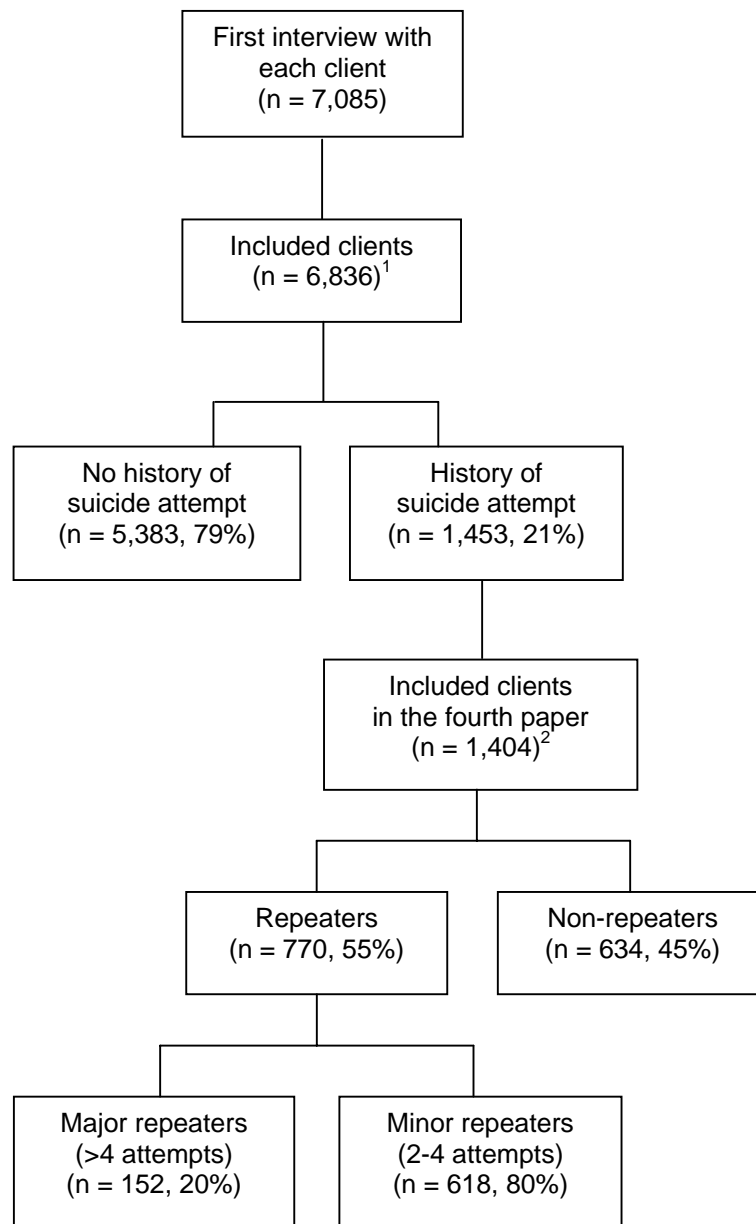 First interview with
each client
(n = 7,085)
Included clients
(n = 6,836)1
No history of
suicide attempt
(n = 5,383, 79%)
History of
suicide attempt
(n = 1,453, 21%)
Included clients
in the fourth paper
(n = 1,404)2
Repeaters
(n = 770, 55%)
Non-repeaters
(n = 634, 45%)
Major repeaters
(>4 attempts)
(n = 152, 20%)
Minor repeaters
(2-4 attempts)
(n = 618, 80%)